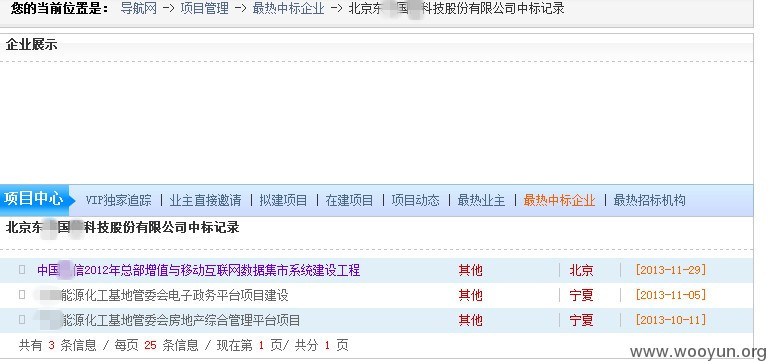 您的当前位置是： 导航网 -> 项目管理 -> 最热中标企业 -> 北京东 国 科技股份有限公司中标记录
企业展示
项目中心 VIP独家追踪 | 业主直接邀请 | 拟建项目 | 在建项目 | 项目动态 | 最热业主 | 最热中标企业 | 最热招标机构
北京东 国 科技股份有限公司中标记录
中国 信2012年总部增值与移动互联网数据集市系统建设工程 其他 | 北京 | [2013-11-29]
能源化工基地管委会电子政务平台项目建设 其他 | 宁夏 | [2013-11-05]
能源化工基地管委会房地产综合管理平台项目 其他 | 宁夏 | [2013-10-11]
共有 3 条信息 / 每页 25 条信息 / 现在第 1 页/ 共分 1 页
www.wooyun.org